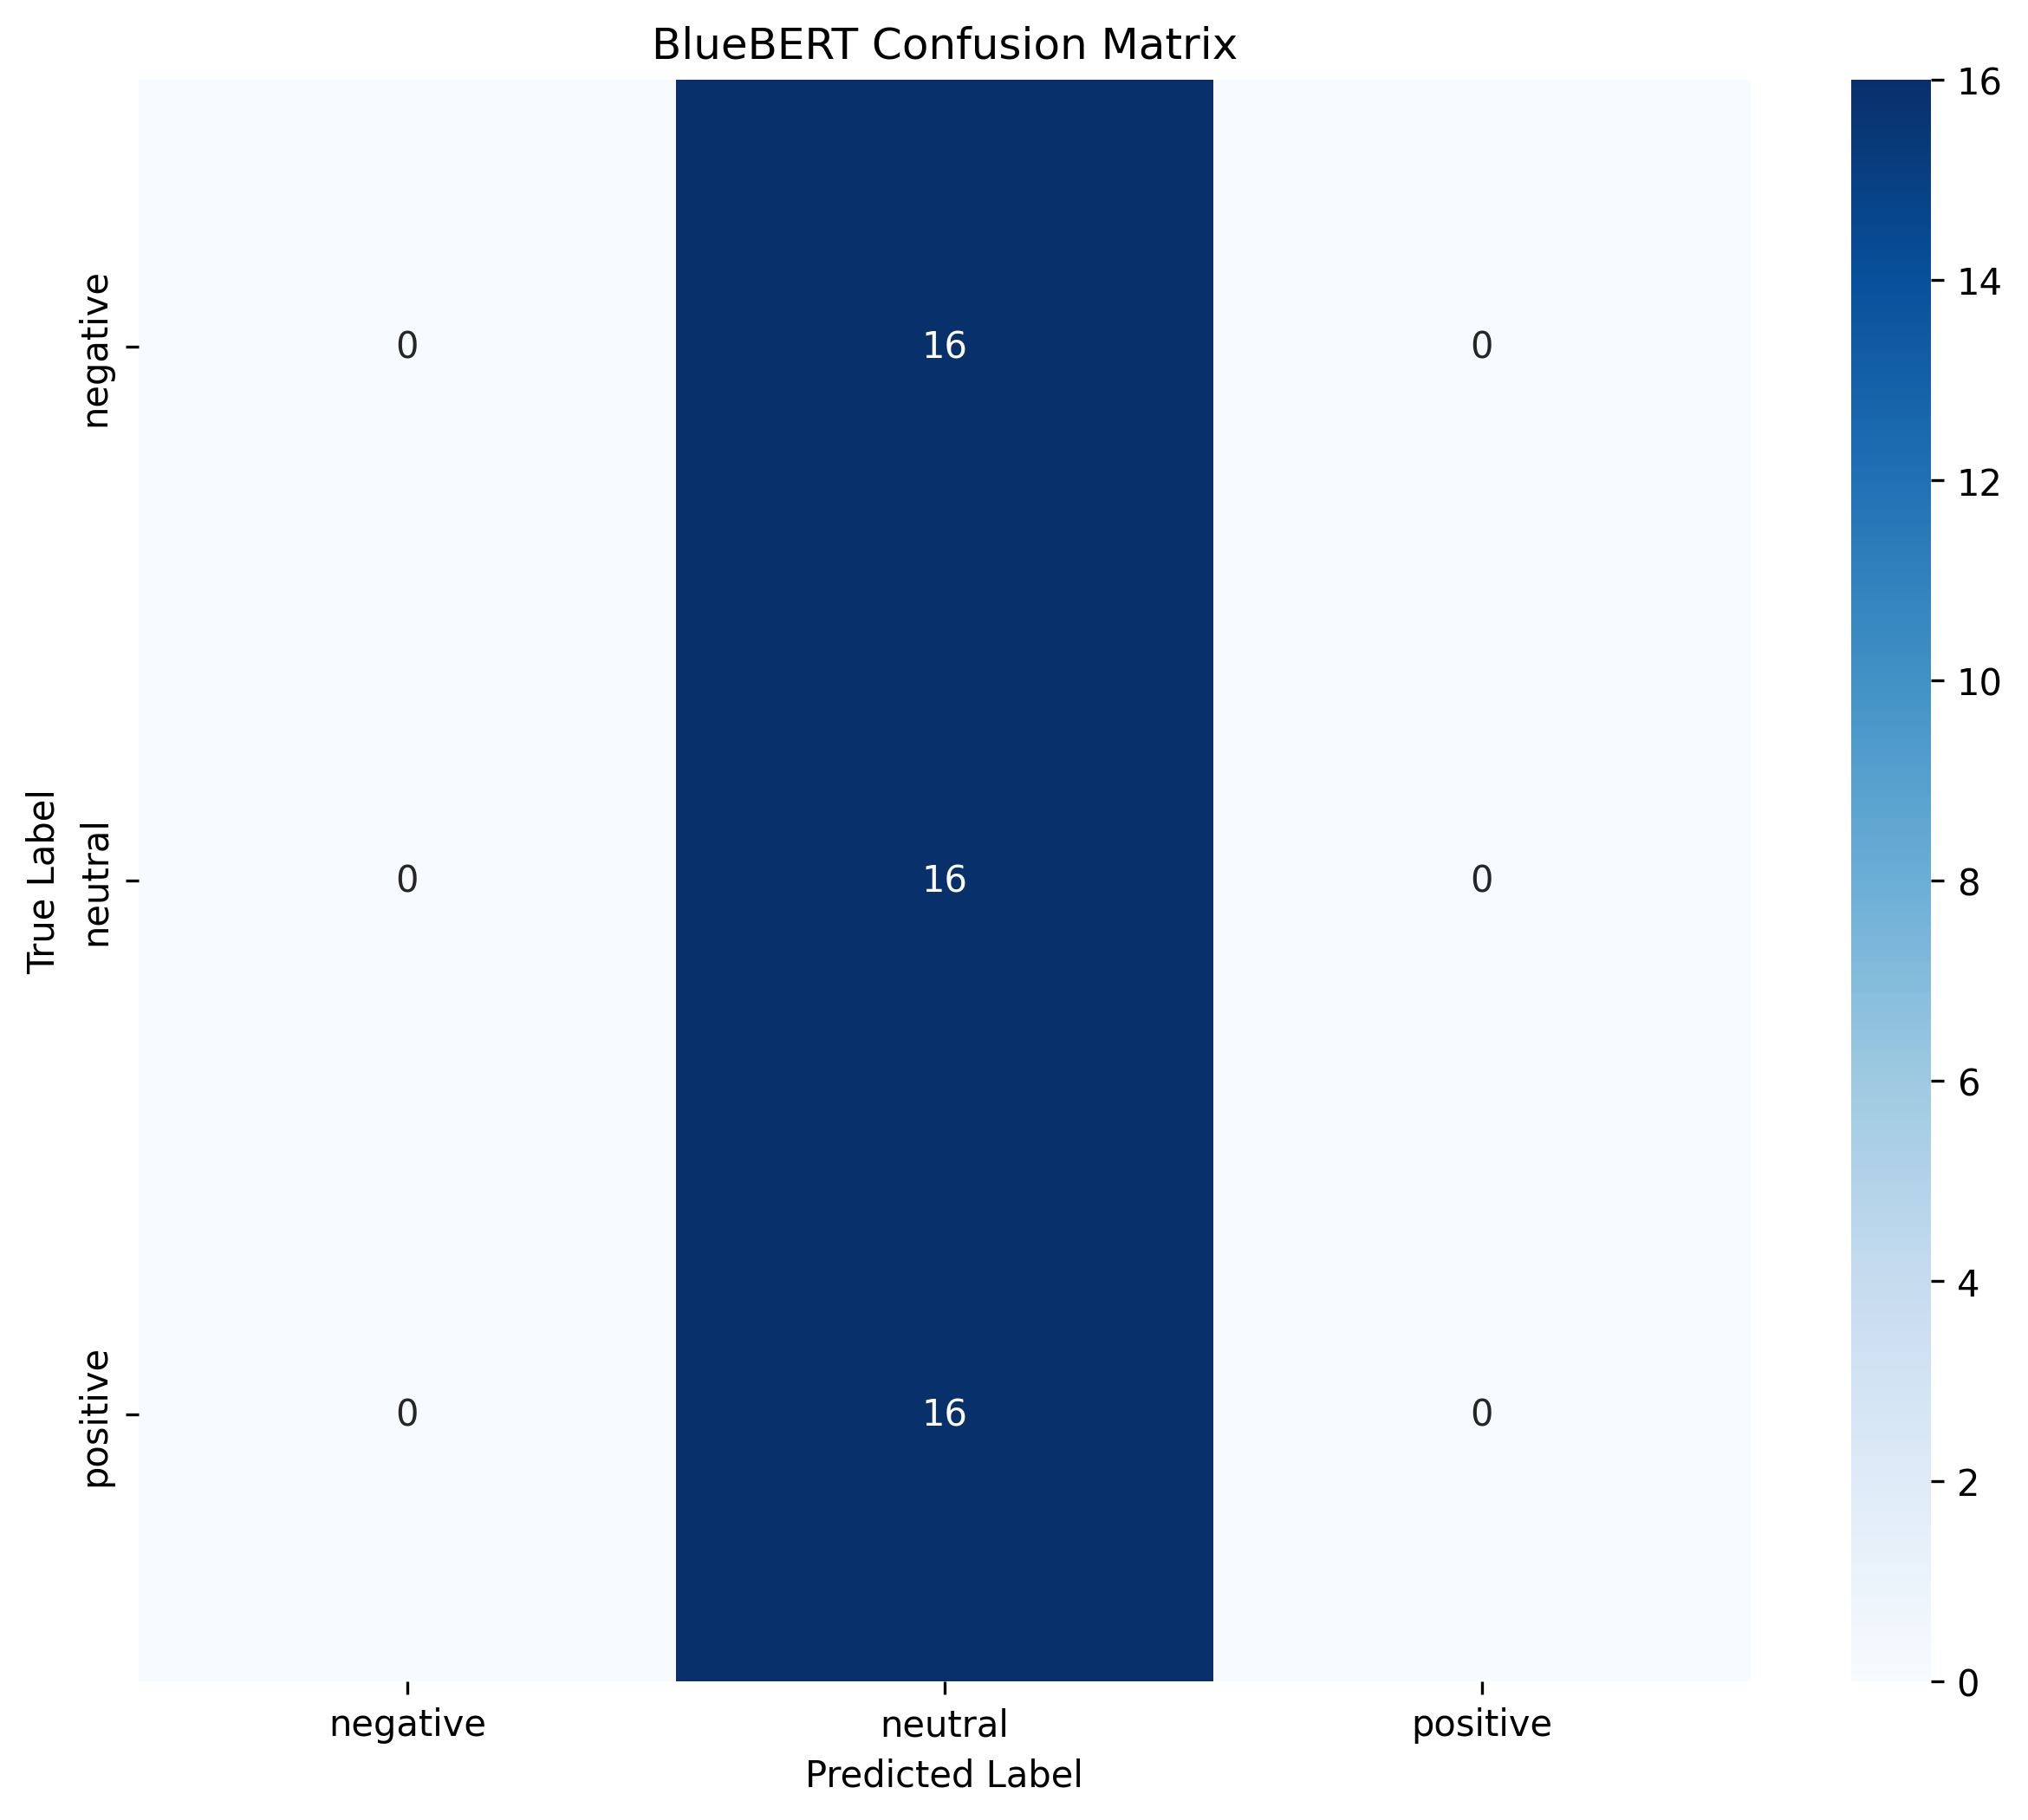 BlueBERT Confusion Matrix
True Label
negative
0 16 0
neutral
0 16 0
positive
0 16 0
negative neutral positive
Predicted Label
16
14
12
10
8
6
4
2
0